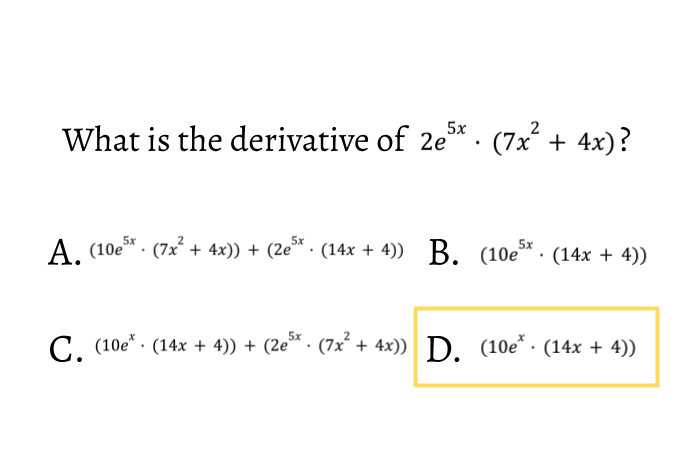 What is the derivative of 2e^{5x} · (7x^2 + 4x)?
A. (10e^{5x} · (7x^2 + 4x)) + (2e^{5x} · (14x + 4)) B. (10e^{5x} · (14x + 4))
C. (10e^x · (14x + 4)) + (2e^{5x} · (7x^2 + 4x)) D. (10e^x · (14x + 4))